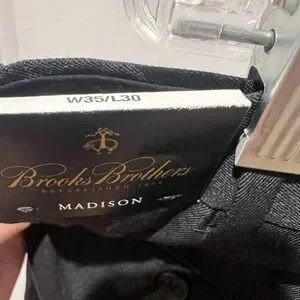 W35/L30
Brooks Brothers
ESTABLISHED 1818
MADISON